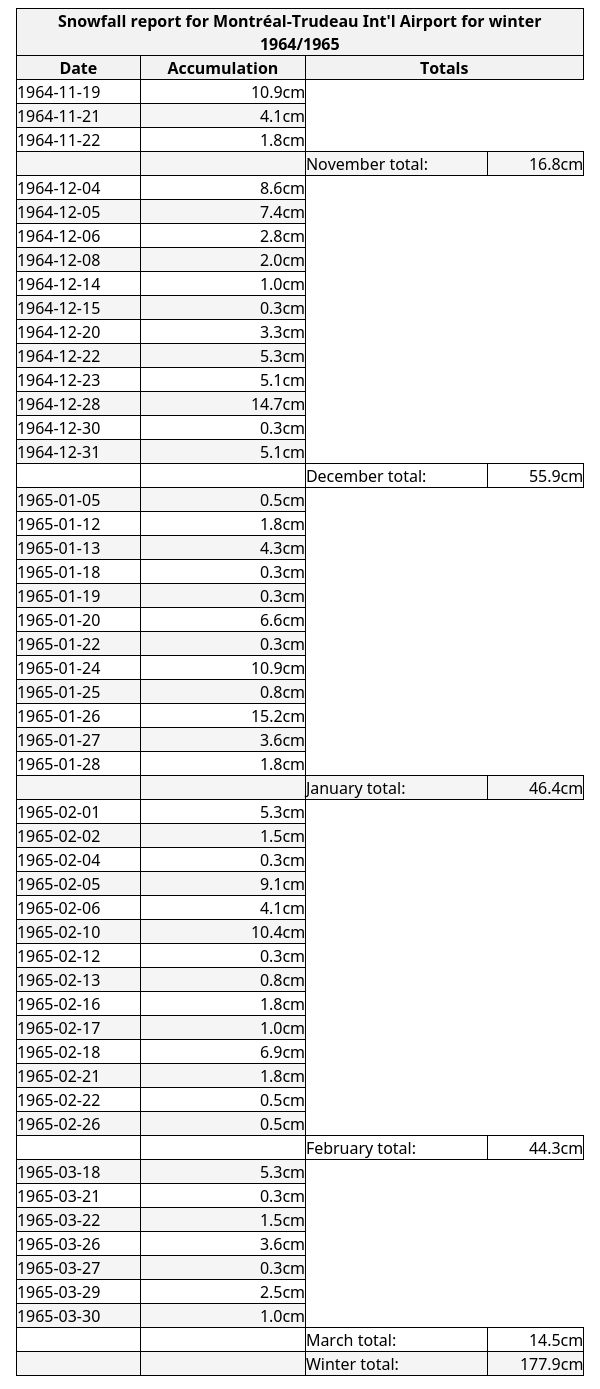 Snowfall report for Montréal-Trudeau Int'l Airport for winter
1964/1965
Date Accumulation Totals
1964-11-19 10.9cm
1964-11-21 4.1cm
1964-11-22 1.8cm
November total: 16.8cm
1964-12-04 8.6cm
1964-12-05 7.4cm
1964-12-06 2.8cm
1964-12-08 2.0cm
1964-12-14 1.0cm
1964-12-15 0.3cm
1964-12-20 3.3cm
1964-12-22 5.3cm
1964-12-23 5.1cm
1964-12-28 14.7cm
1964-12-30 0.3cm
1964-12-31 5.1cm
December total: 55.9cm
1965-01-05 0.5cm
1965-01-12 1.8cm
1965-01-13 4.3cm
1965-01-18 0.3cm
1965-01-19 0.3cm
1965-01-20 6.6cm
1965-01-22 0.3cm
1965-01-24 10.9cm
1965-01-25 0.8cm
1965-01-26 15.2cm
1965-01-27 3.6cm
1965-01-28 1.8cm
January total: 46.4cm
1965-02-01 5.3cm
1965-02-02 1.5cm
1965-02-04 0.3cm
1965-02-05 9.1cm
1965-02-06 4.1cm
1965-02-10 10.4cm
1965-02-12 0.3cm
1965-02-13 0.8cm
1965-02-16 1.8cm
1965-02-17 1.0cm
1965-02-18 6.9cm
1965-02-21 1.8cm
1965-02-22 0.5cm
1965-02-26 0.5cm
February total: 44.3cm
1965-03-18 5.3cm
1965-03-21 0.3cm
1965-03-22 1.5cm
1965-03-26 3.6cm
1965-03-27 0.3cm
1965-03-29 2.5cm
1965-03-30 1.0cm
March total: 14.5cm
Winter total: 177.9cm